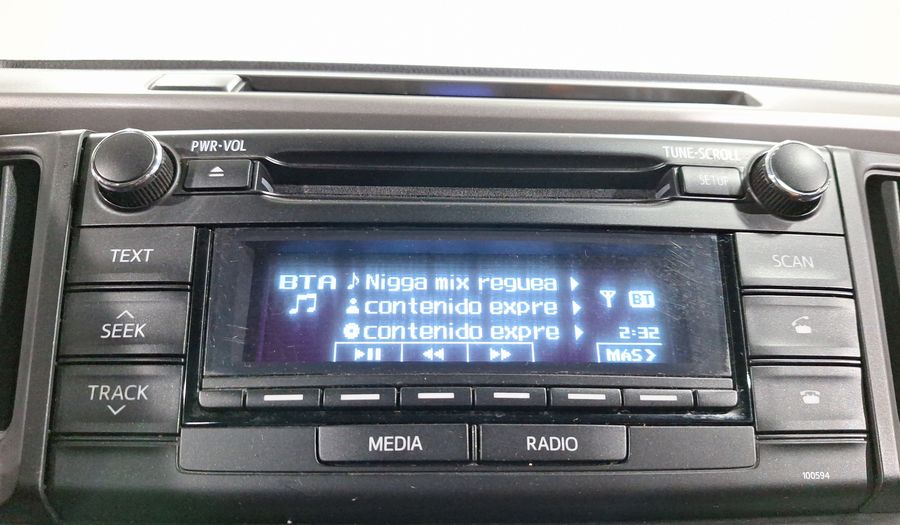 PWR·VOL
TUNE·SCROLL
SETUP
TEXT
SCAN
SEEK
TRACK
BTA
Nigga mix reguea
contenido expre
contenido expre
BT
2:32
MÁS
MEDIA
RADIO
100594